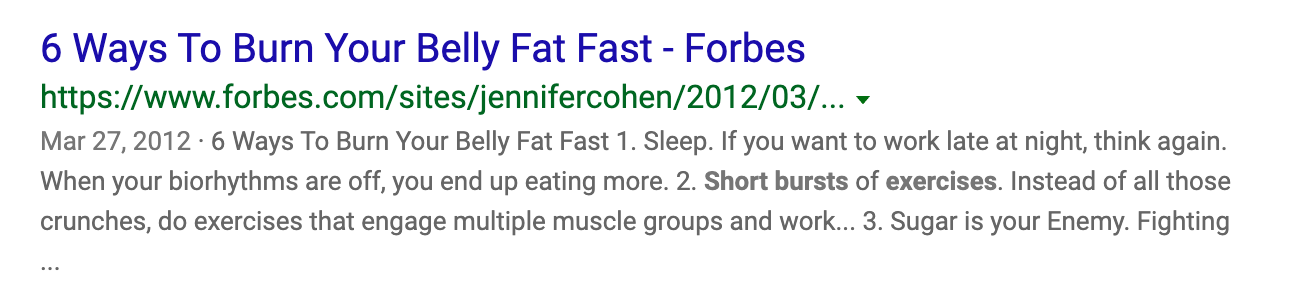 6 Ways To Burn Your Belly Fat Fast - Forbes
https://www.forbes.com/sites/jennifercohen/2012/03/...
Mar 27, 2012 · 6 Ways To Burn Your Belly Fat Fast 1. Sleep. If you want to work late at night, think again.
When your biorhythms are off, you end up eating more. 2. Short bursts of exercises. Instead of all those
crunches, do exercises that engage multiple muscle groups and work... 3. Sugar is your Enemy. Fighting
...